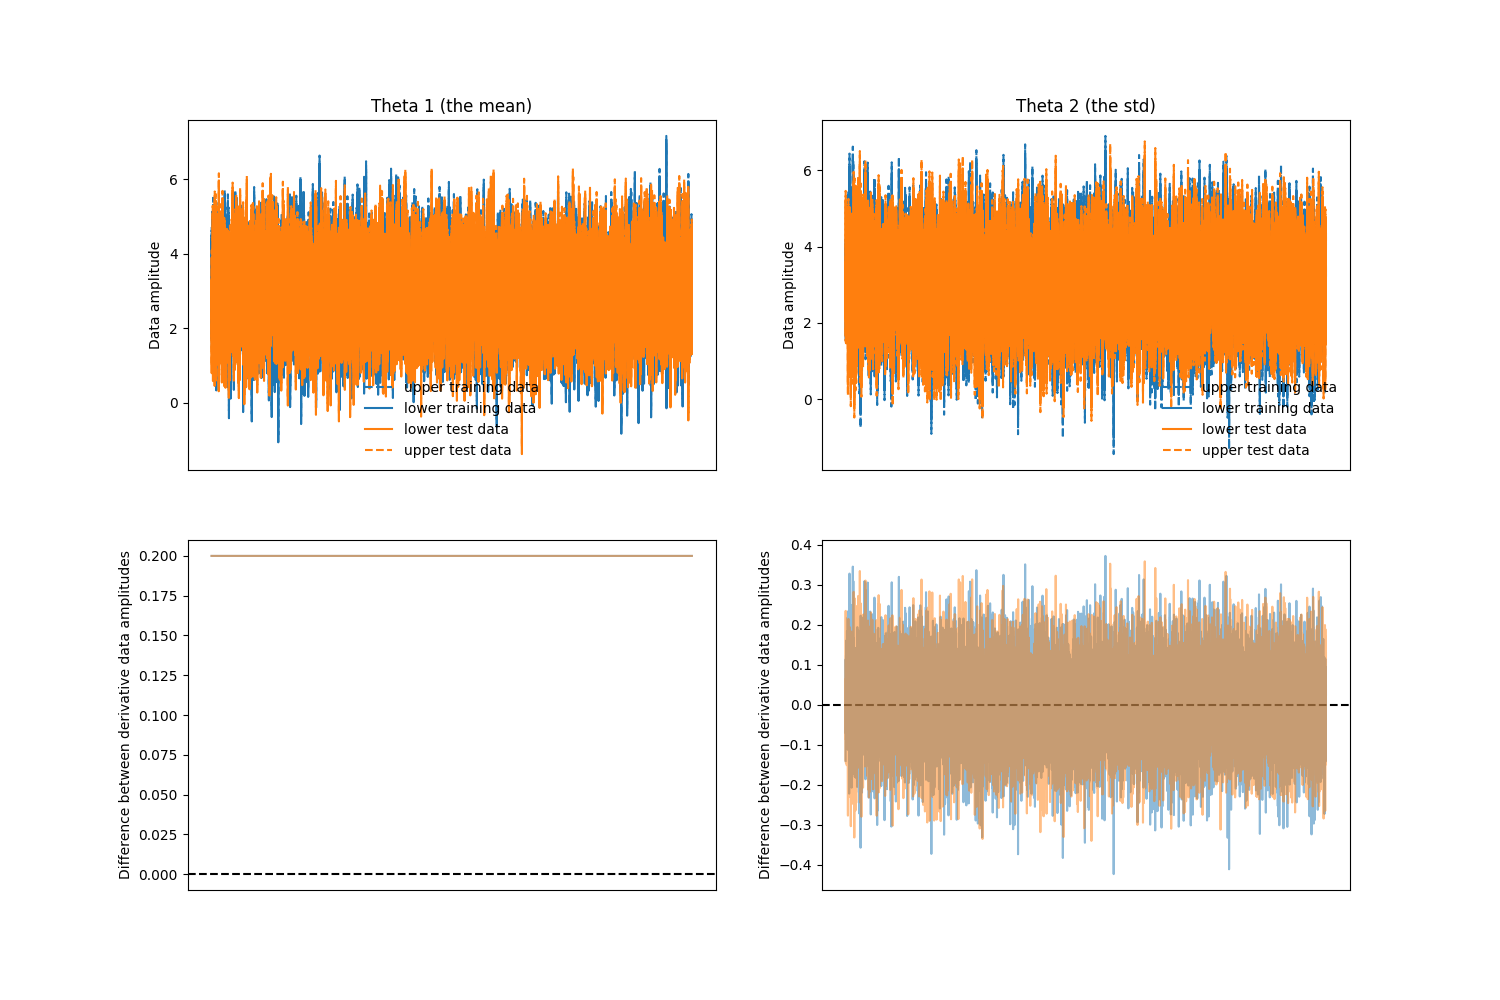 Theta 1 (the mean)
Data amplitude
6
4
2
0
upper training data
lower training data
lower test data
upper test data
Theta 2 (the std)
Data amplitude
6
4
2
0
upper training data
lower training data
lower test data
upper test data
Difference between derivative data amplitudes
0.200
0.175
0.150
0.125
0.100
0.075
0.050
0.025
0.000
Difference between derivative data amplitudes
0.4
0.3
0.2
0.1
0.0
−0.1
−0.2
−0.3
−0.4